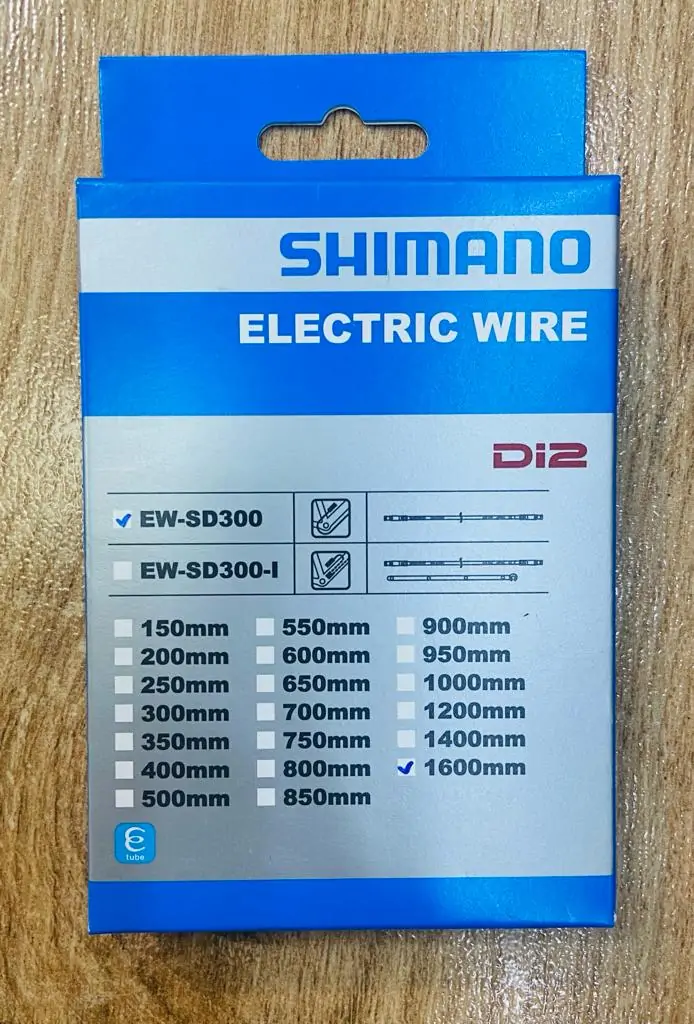 SHIMANO
ELECTRIC WIRE
Di2
EW-SD300
EW-SD300-I
150mm 550mm 900mm
200mm 600mm 950mm
250mm 650mm 1000mm
300mm 700mm 1200mm
350mm 750mm 1400mm
400mm 800mm 1600mm
500mm 850mm
E
tube